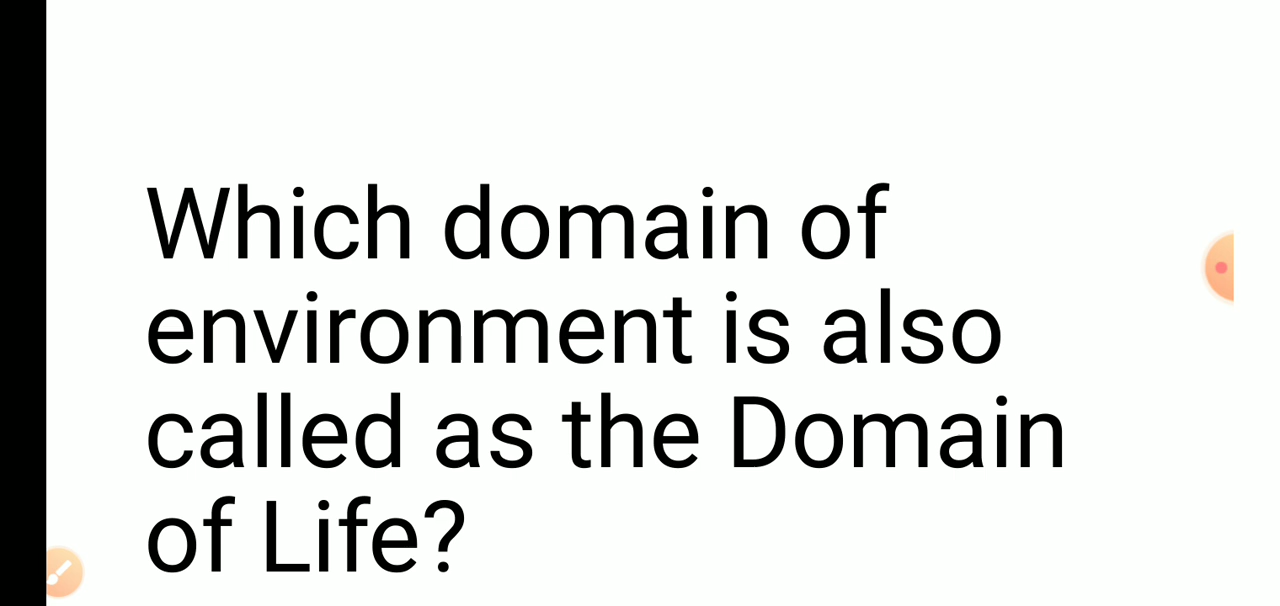 Which domain of
environment is also
called as the Domain
of Life?